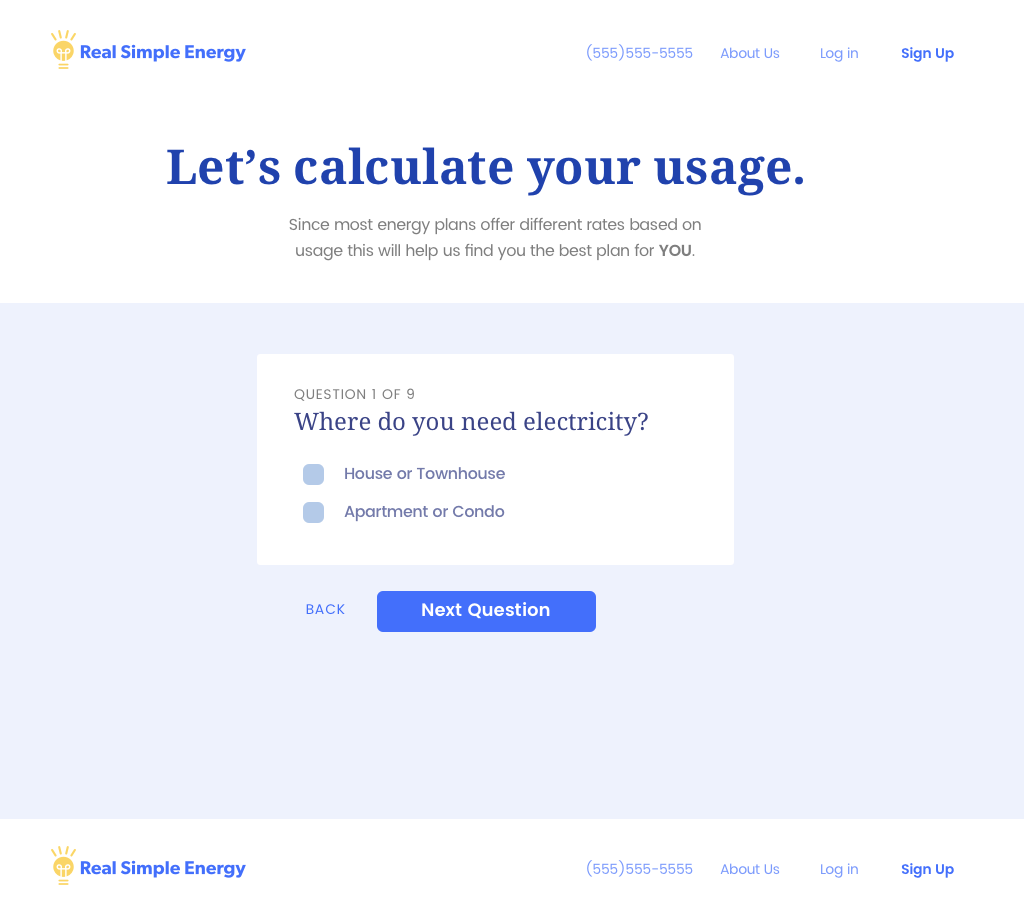 Real Simple Energy
(555)555-5555 About Us Log in Sign Up
Let’s calculate your usage.
Since most energy plans offer different rates based on
usage this will help us find you the best plan for YOU.
QUESTION 1 OF 9
Where do you need electricity?
House or Townhouse
Apartment or Condo
BACK
Next Question
Real Simple Energy
(555)555-5555 About Us Log in Sign Up